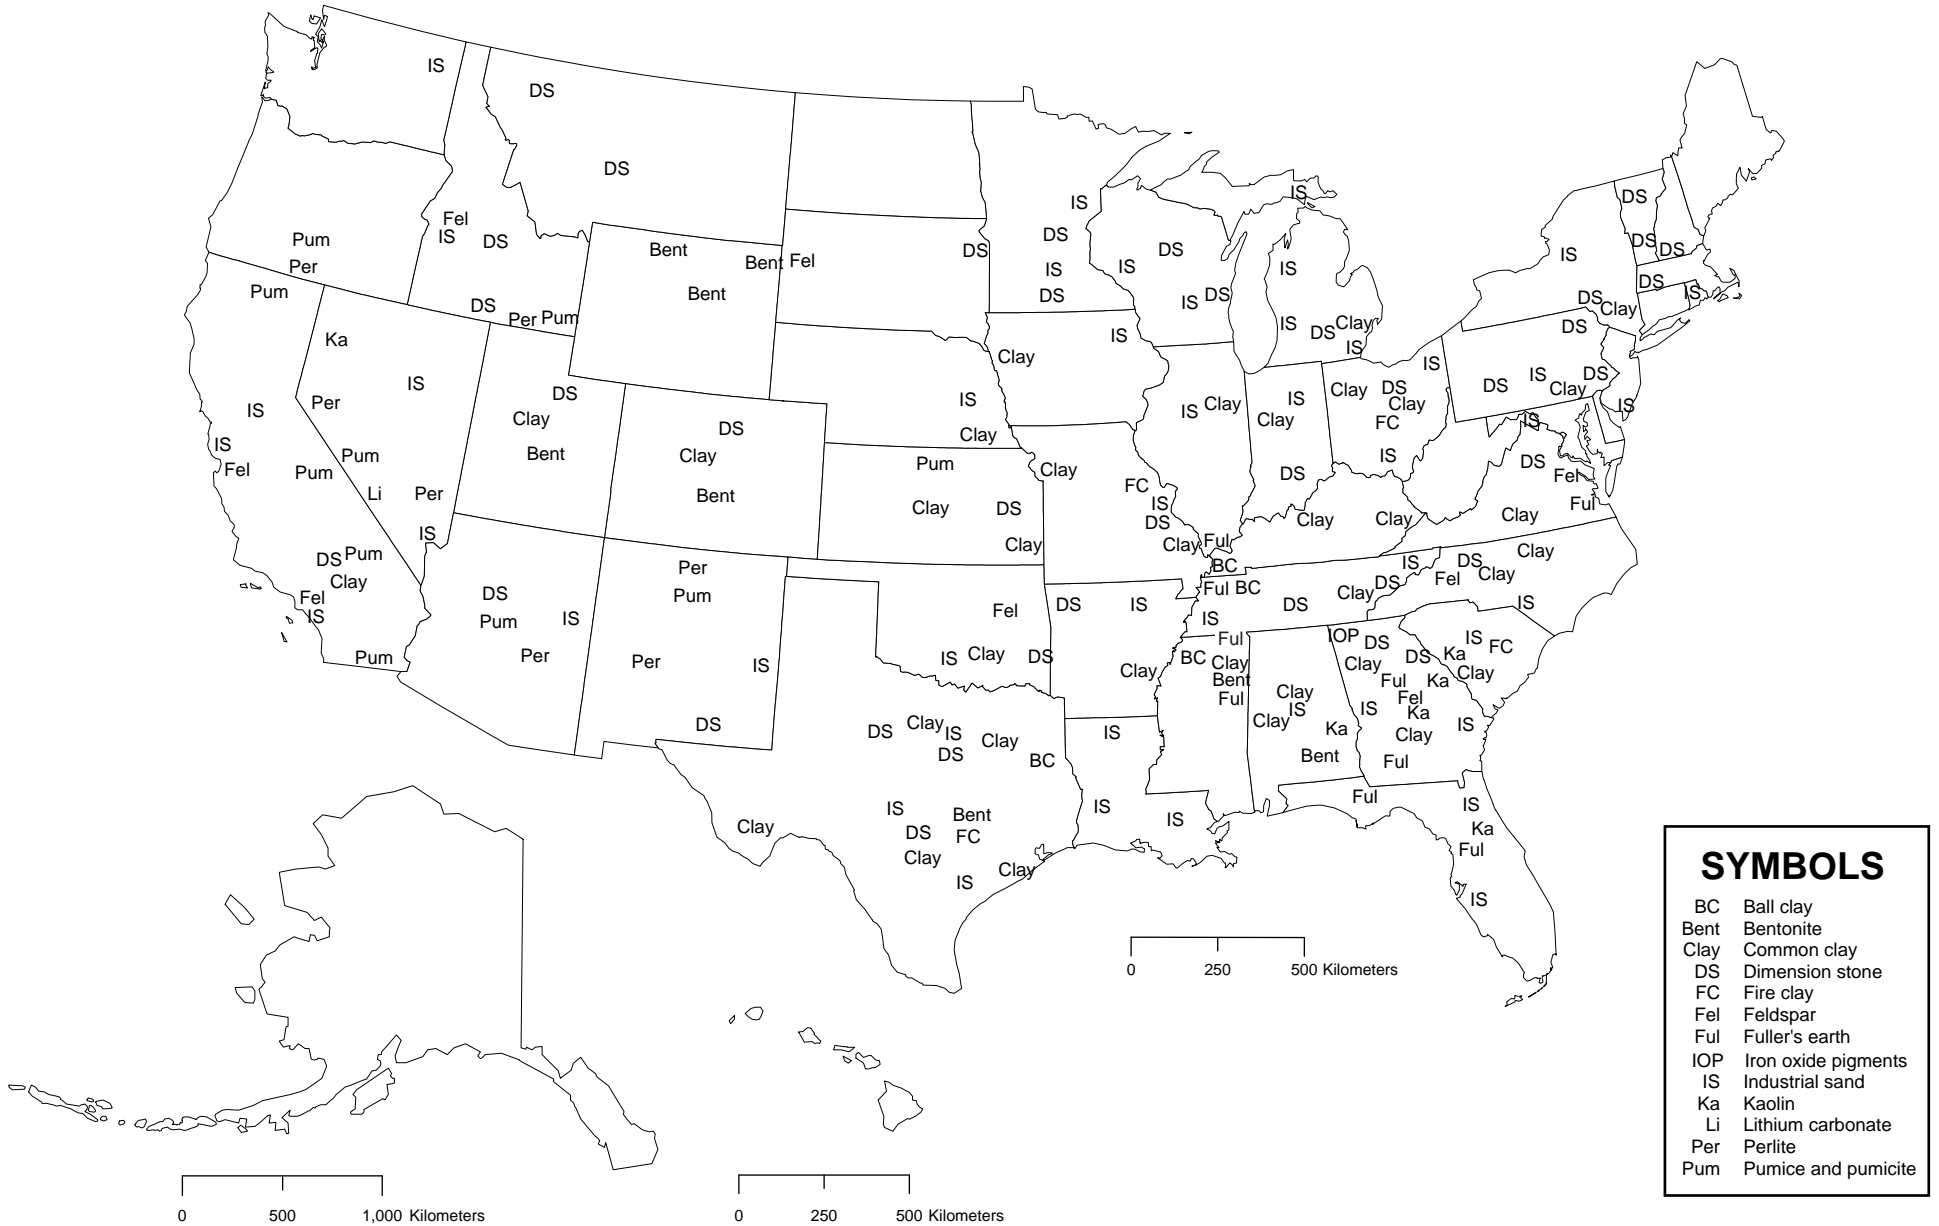 IS
DS
DS
IS
IS
DS
Fel
IS
DS
IS
DS
DS
DS
Pum
Bent
DS
DS
IS
Per
Bent
Fel
IS
IS
IS
DS
Pum
Bent
DS
IS
DS
DS
IS
DS
Per
Pum
IS
DS
Clay
DS
Clay
DS
Ka
IS
IS
IS
IS
DS
IS
DS
Clay
DS
IS
Clay
DS
Clay
Per
DS
IS
IS
Clay
IS
Clay
IS
IS
Clay
DS
Clay
Clay
FC
IS
IS
Fel
Pum
Pum
Bent
Clay
Pum
Clay
DS
IS
DS
Fel
Li
Per
Bent
FC
IS
Ful
Clay
DS
DS
Clay
Clay
Clay
IS
Clay
Clay
Ful
DS
Pum
Clay
Per
BC
IS
DS
Clay
Clay
Fel
IS
DS
Pum
Pum
Ful
BC
Clay
DS
Fel
IS
Per
IS
Fel
DS
IS
IS
DS
IS
Pum
Per
Per
IS
IS
Clay
DS
Ful
IOP
DS
IS
FC
BC
Clay
Clay
DS
Ka
Clay
Clay
Bent
Ful
Ka
Ful
Clay
Fel
DS
DS
Clay
IS
Clay
IS
Clay
IS
Ka
IS
DS
BC
IS
Ka
Clay
Bent
Ful
IS
Bent
IS
IS
Ful
IS
Clay
DS
FC
Ka
Clay
Clay
Ful
IS
IS
0 250 500 Kilometers
0 500 1,000 Kilometers
0 250 500 Kilometers
SYMBOLS
BC Ball clay
Bent Bentonite
Clay Common clay
DS Dimension stone
FC Fire clay
Fel Feldspar
Ful Fuller's earth
IOP Iron oxide pigments
IS Industrial sand
Ka Kaolin
Li Lithium carbonate
Per Perlite
Pum Pumice and pumicite